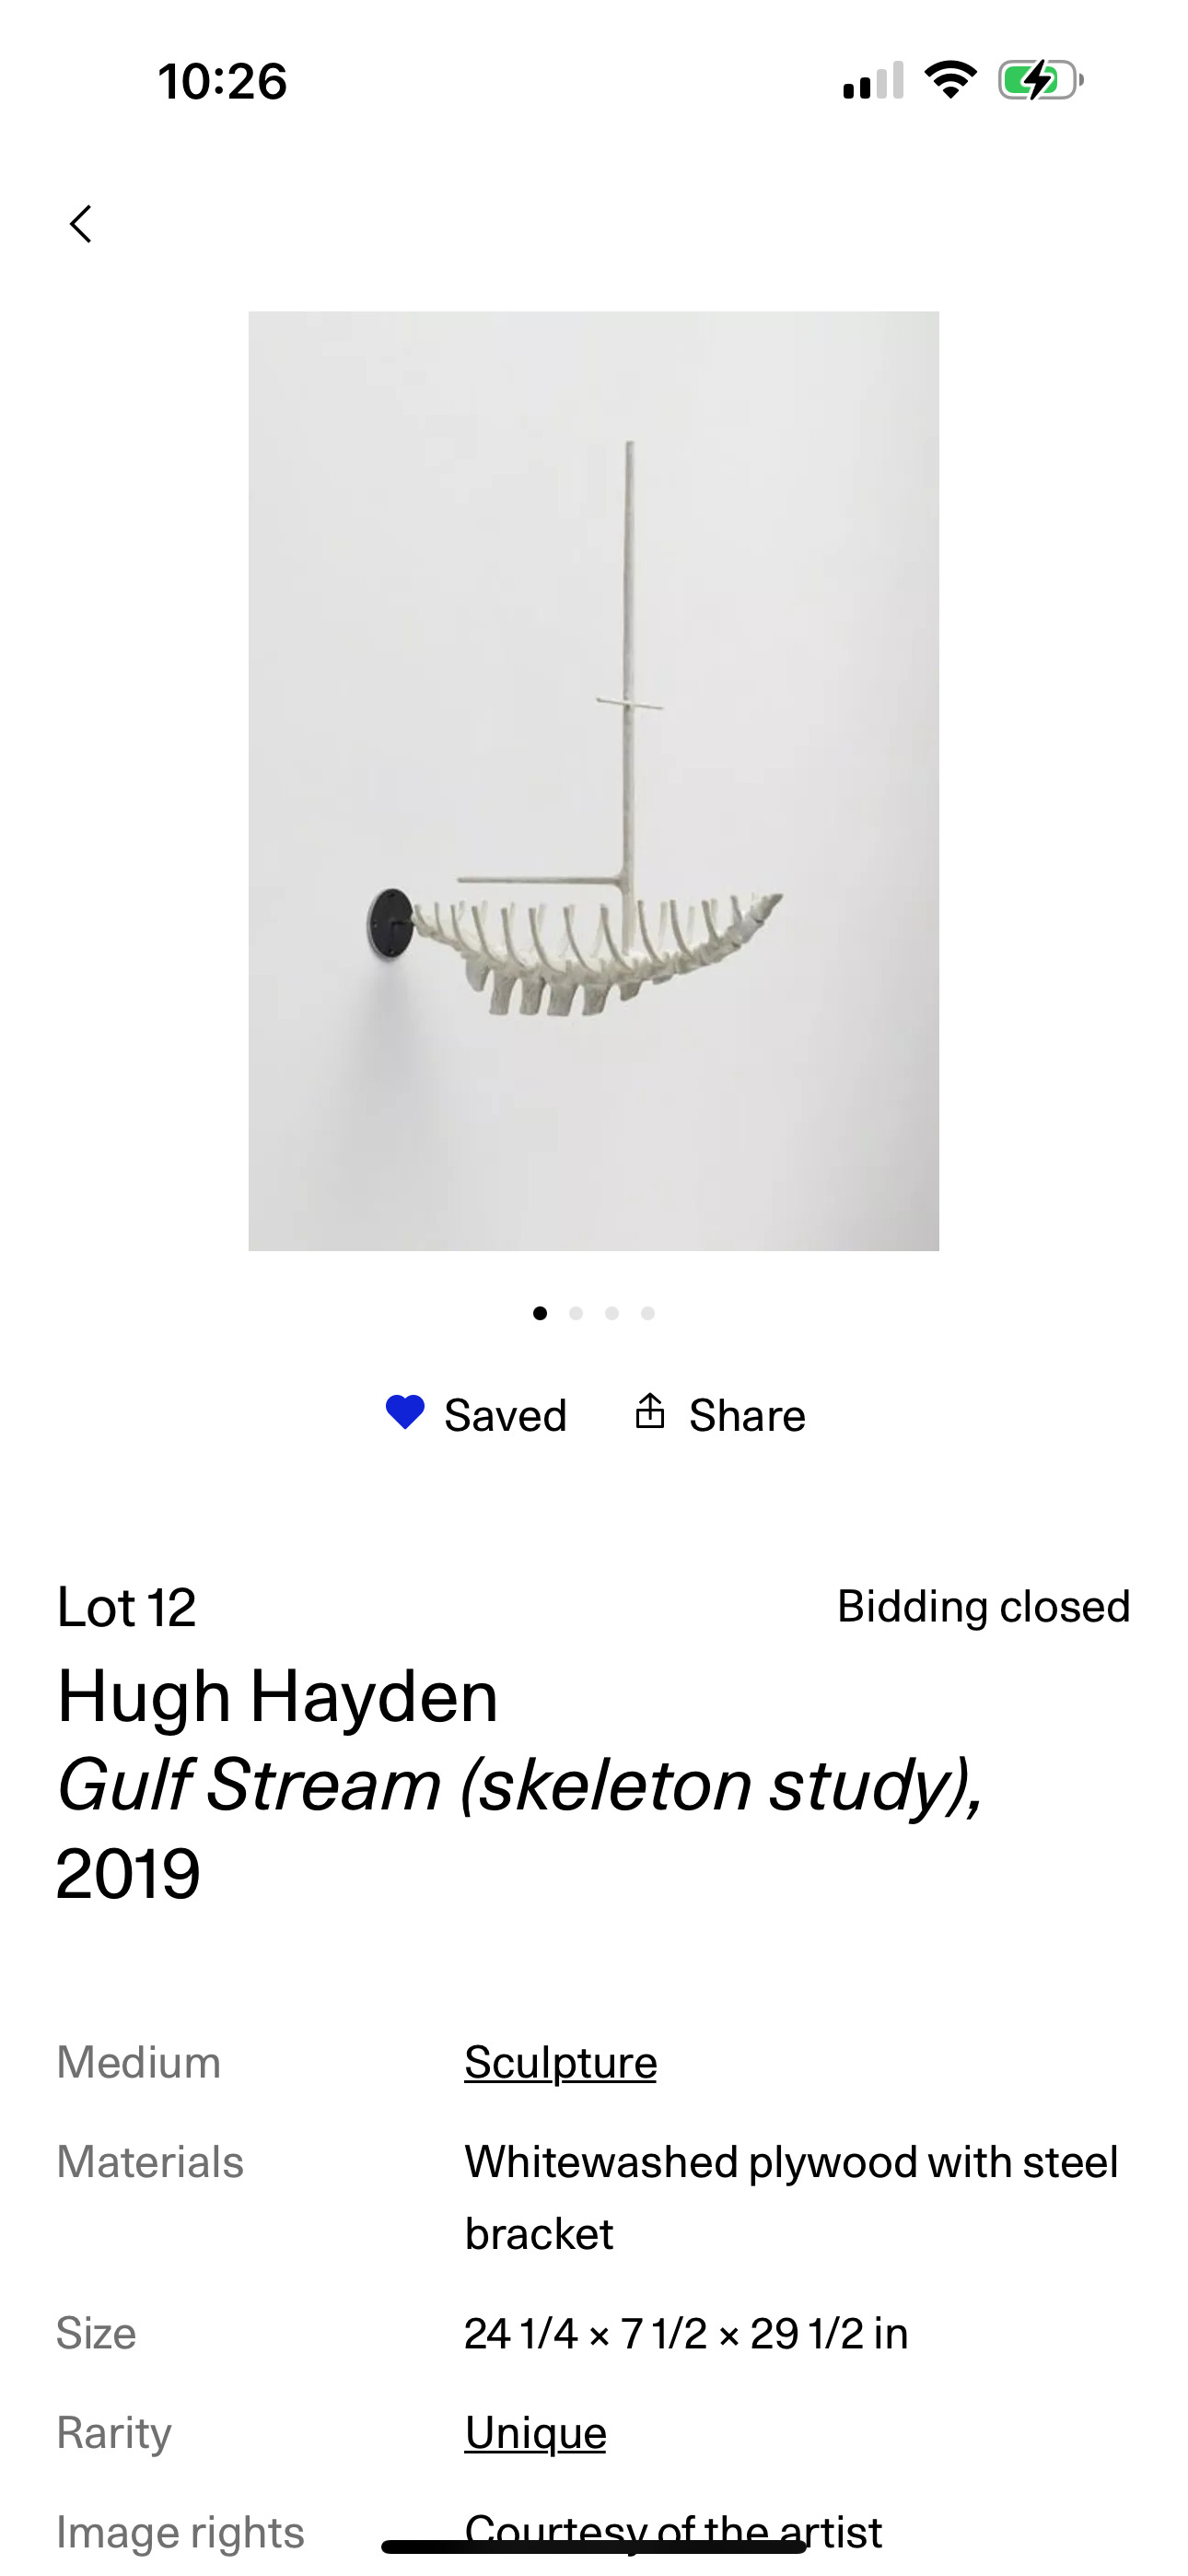 10:26
Saved Share
Lot 12 Bidding closed
Hugh Hayden
Gulf Stream (skeleton study),
2019
Medium Sculpture
Materials Whitewashed plywood with steel
bracket
Size 24 1/4 × 7 1/2 × 29 1/2 in
Rarity Unique
Image rights Courtesy of the artist